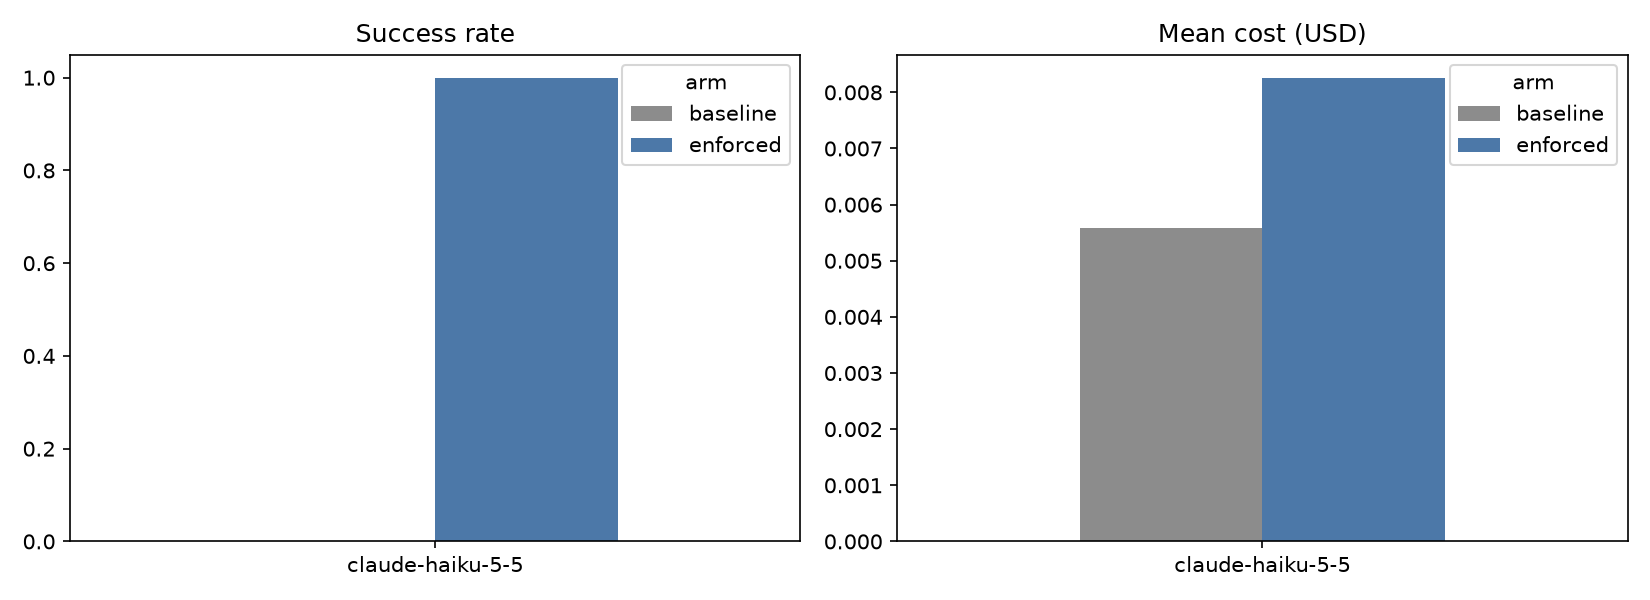 Success rate
1.0
0.8
0.6
0.4
0.2
0.0
claude-haiku-5-5
arm
baseline
enforced
Mean cost (USD)
0.008
0.007
0.006
0.005
0.004
0.003
0.002
0.001
0.000
claude-haiku-5-5
arm
baseline
enforced